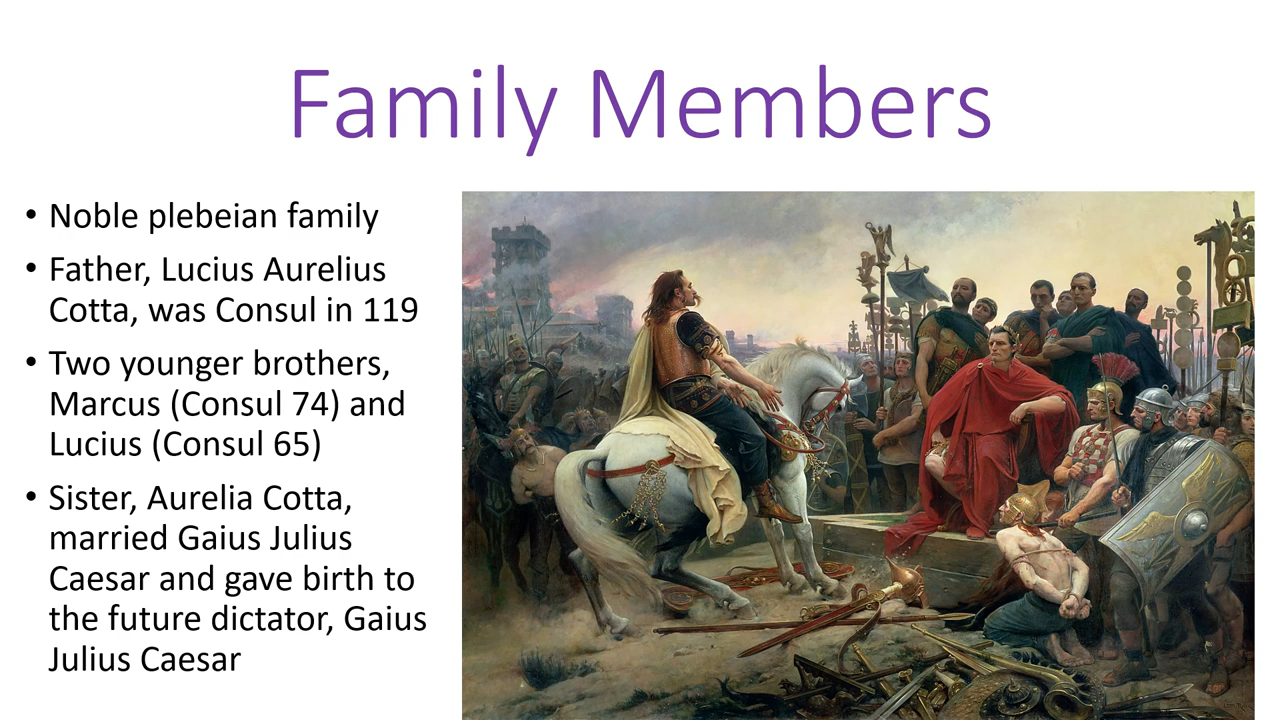 Family Members
• Noble plebeian family
• Father, Lucius Aurelius
Cotta, was Consul in 119
• Two younger brothers,
Marcus (Consul 74) and
Lucius (Consul 65)
• Sister, Aurelia Cotta,
married Gaius Julius
Caesar and gave birth to
the future dictator, Gaius
Julius Caesar